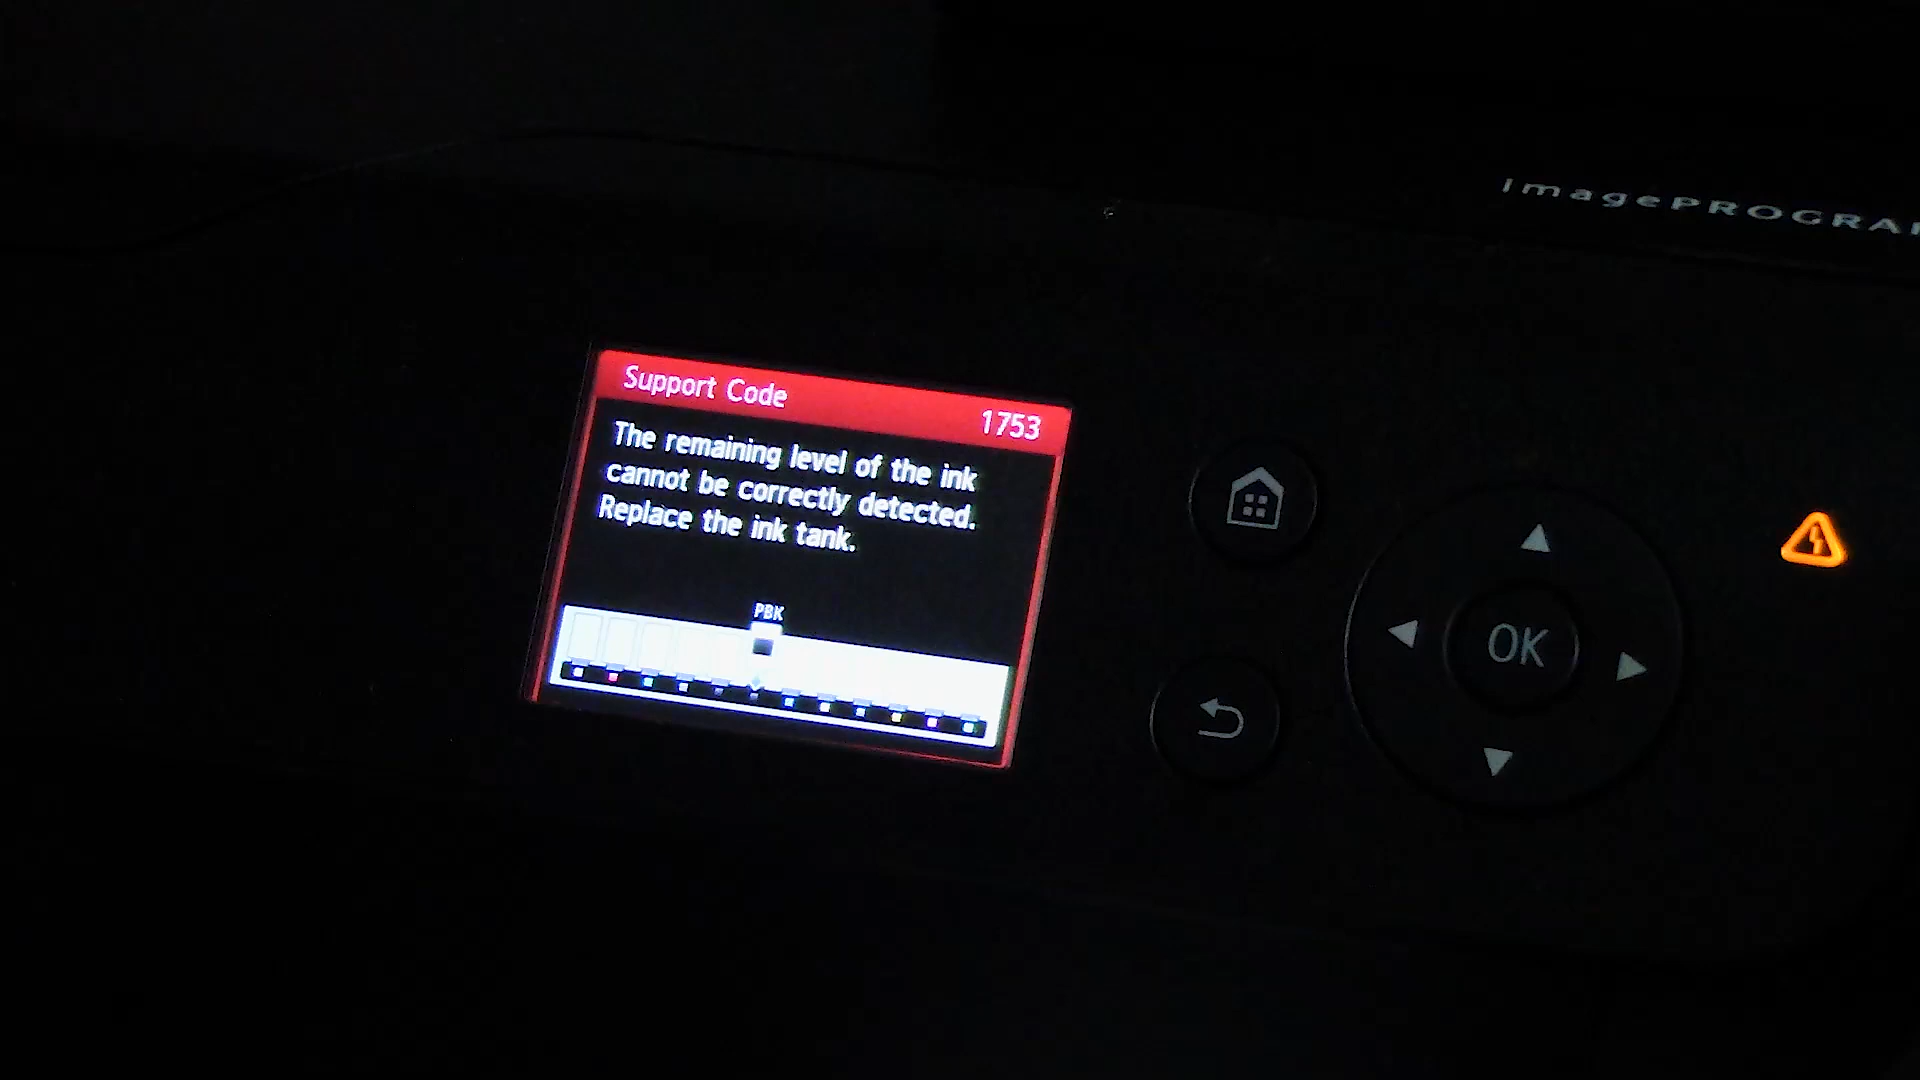 imagePROGRAF
Support Code
1753
The remaining level of the ink
cannot be correctly detected.
Replace the ink tank.
PBK
OK